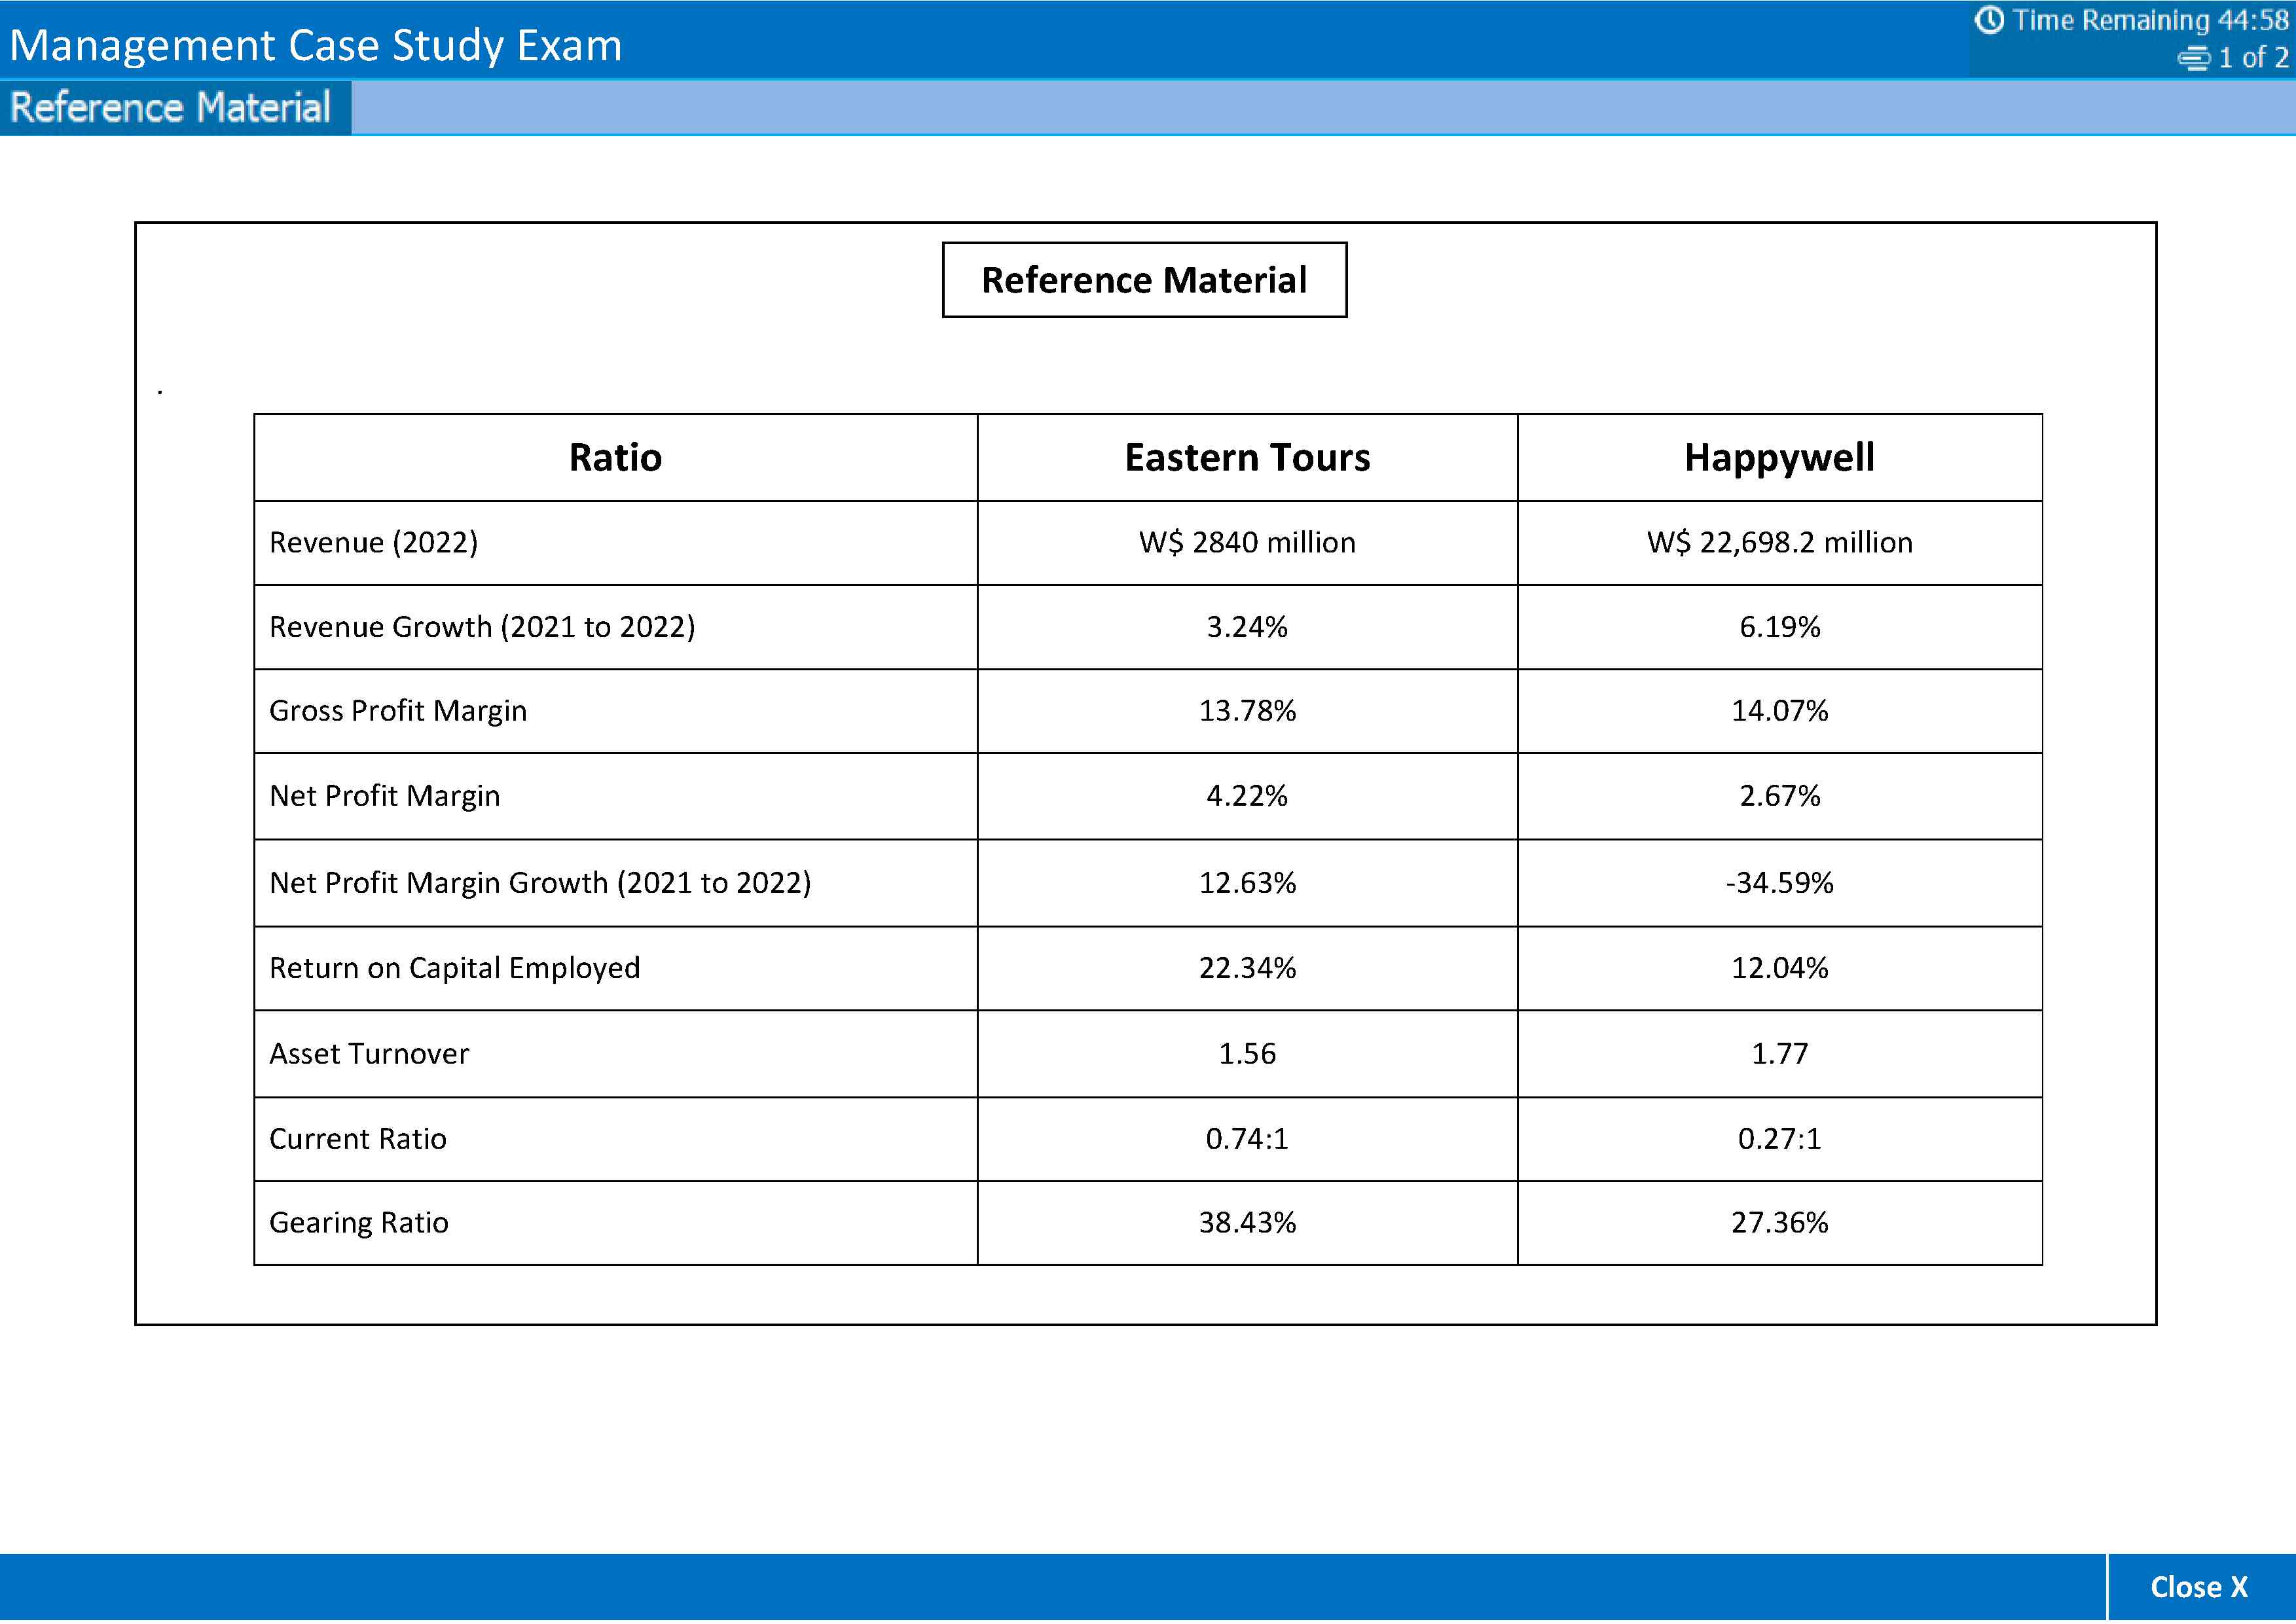 Management Case Study Exam
Time Remaining 44:58
1 of 2
Reference Material
Reference Material
.
Ratio Eastern Tours Happywell
Revenue (2022) W$ 2840 million W$ 22,698.2 million
Revenue Growth (2021 to 2022) 3.24% 6.19%
Gross Profit Margin 13.78% 14.07%
Net Profit Margin 4.22% 2.67%
Net Profit Margin Growth (2021 to 2022) 12.63% -34.59%
Return on Capital Employed 22.34% 12.04%
Asset Turnover 1.56 1.77
Current Ratio 0.74:1 0.27:1
Gearing Ratio 38.43% 27.36%
Close X